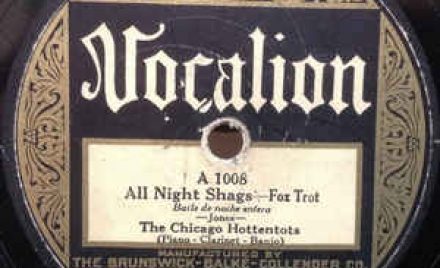 Vocalion
A 1008
All Night Shags—Fox Trot
Baile de noche entera
—Jones—
The Chicago Hottentots
(Piano - Clarinet - Banjo)
MANUFACTURED BY
THE BRUNSWICK-BALKE-COLLENDER CO.